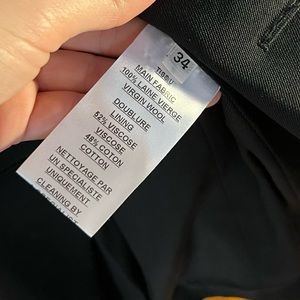 34
TISSU
MAIN FABRIC
100% LAINE VIERGE
VIRGIN WOOL
DOUBLURE
LINING
52% VISCOSE
VISCOSE
48% COTON
COTTON
NETTOYAGE PAR
UN SPECIALISTE
UNIQUEMENT.
CLEANING BY